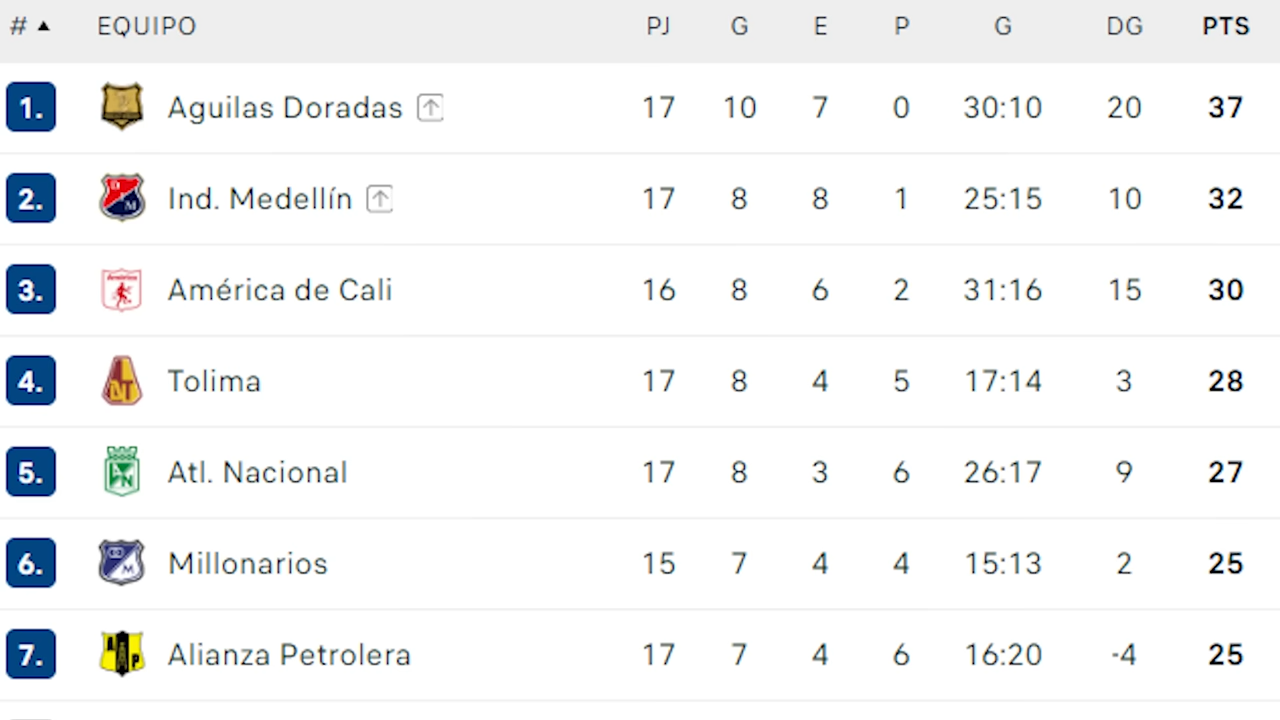 # ▲ EQUIPO PJ G E P G DG PTS
1. Aguilas Doradas 17 10 7 0 30:10 20 37
2. Ind. Medellín 17 8 8 1 25:15 10 32
3. América de Cali 16 8 6 2 31:16 15 30
4. Tolima 17 8 4 5 17:14 3 28
5. Atl. Nacional 17 8 3 6 26:17 9 27
6. Millonarios 15 7 4 4 15:13 2 25
7. Alianza Petrolera 17 7 4 6 16:20 -4 25